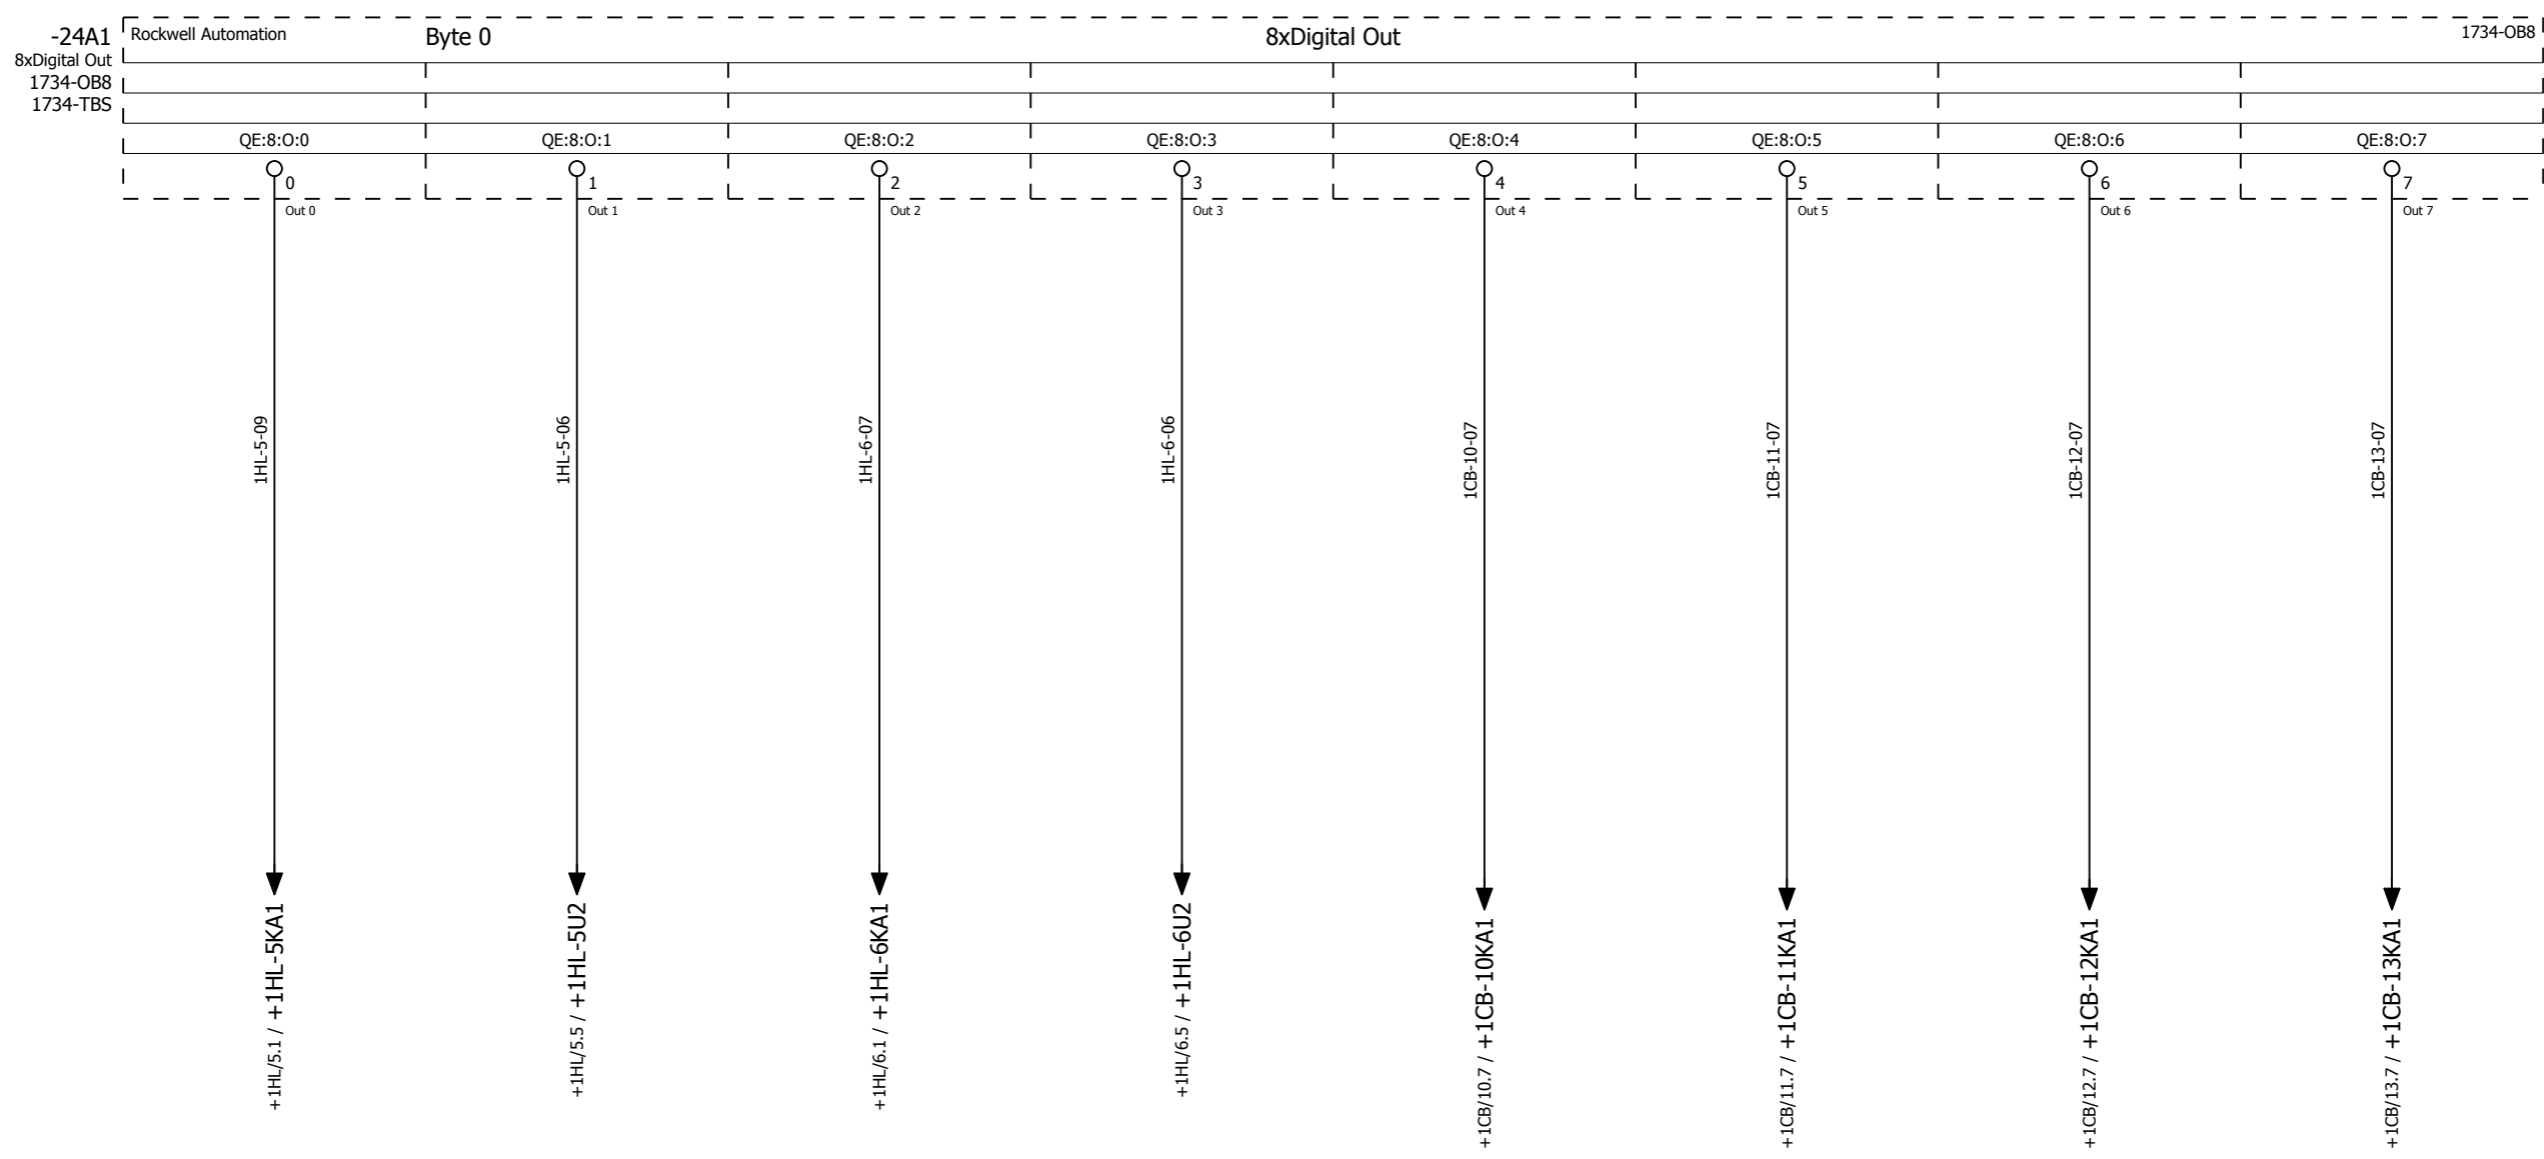 -24A1
8xDigital Out
1734-OB8
1734-TBS
Rockwell Automation
Byte 0
8xDigital Out
1734-OB8
QE:8:O:0
QE:8:O:1
QE:8:O:2
QE:8:O:3
QE:8:O:4
QE:8:O:5
QE:8:O:6
QE:8:O:7
0
1
2
3
4
5
6
7
Out 0
Out 1
Out 2
Out 3
Out 4
Out 5
Out 6
Out 7
1HL-5-09
1HL-5-06
1HL-6-07
1HL-6-06
1CB-10-07
1CB-11-07
1CB-12-07
1CB-13-07
+1HL/5.1 / +1HL-5KA1
+1HL/5.5 / +1HL-5U2
+1HL/6.1 / +1HL-6KA1
+1HL/6.5 / +1HL-6U2
+1CB/10.7 / +1CB-10KA1
+1CB/11.7 / +1CB-11KA1
+1CB/12.7 / +1CB-12KA1
+1CB/13.7 / +1CB-13KA1